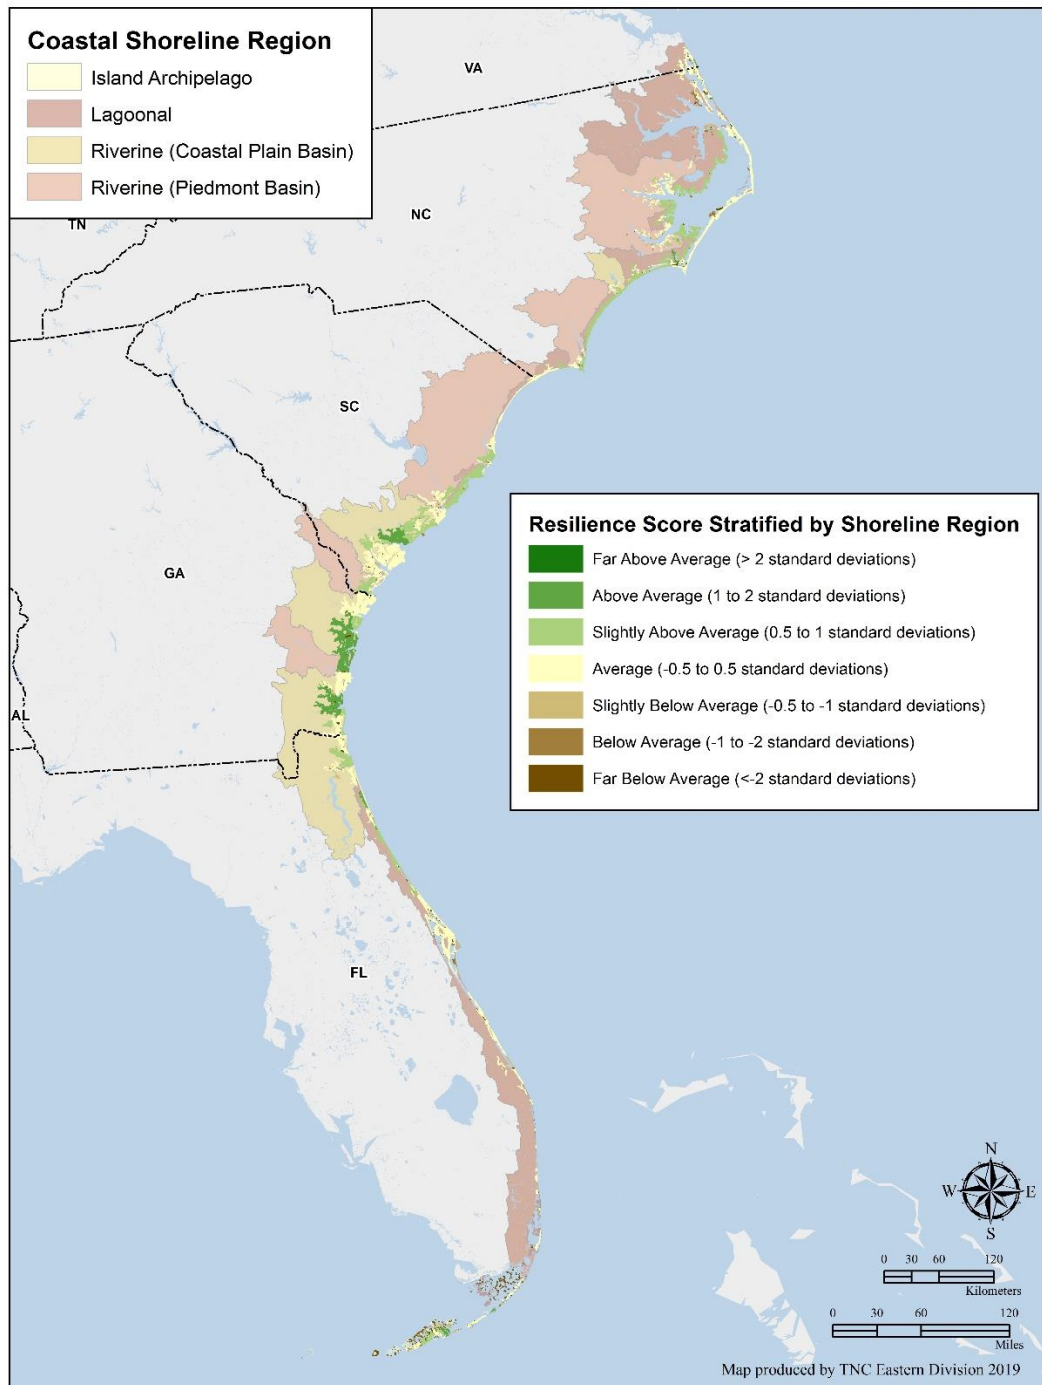 Coastal Shoreline Region
Island Archipelago
Lagoonal
Riverine (Coastal Plain Basin)
Riverine (Piedmont Basin)
VA
TN
NC
SC
GA
AL
FL
Resilience Score Stratified by Shoreline Region
Far Above Average (> 2 standard deviations)
Above Average (1 to 2 standard deviations)
Slightly Above Average (0.5 to 1 standard deviations)
Average (-0.5 to 0.5 standard deviations)
Slightly Below Average (-0.5 to -1 standard deviations)
Below Average (-1 to -2 standard deviations)
Far Below Average (<-2 standard deviations)
N
W E
S
0 30 60 120
Kilometers
0 30 60 120
Miles
Map produced by TNC Eastern Division 2019